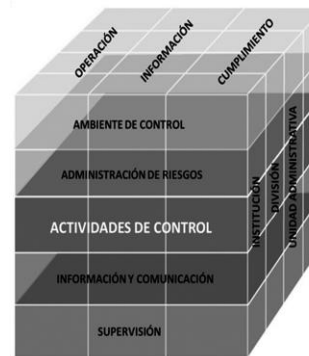 OPERACIÓN
INFORMACIÓN
CUMPLIMIENTO
AMBIENTE DE CONTROL
ADMINISTRACIÓN DE RIESGOS
ACTIVIDADES DE CONTROL
INFORMACIÓN Y COMUNICACIÓN
SUPERVISIÓN
INSTITUCIÓN
DIVISIÓN
UNIDAD ADMINISTRATIVA